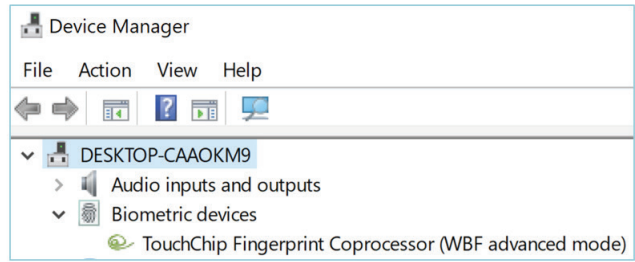 Device Manager
File Action View Help
DESKTOP-CAAOKM9
Audio inputs and outputs
Biometric devices
TouchChip Fingerprint Coprocessor (WBF advanced mode)